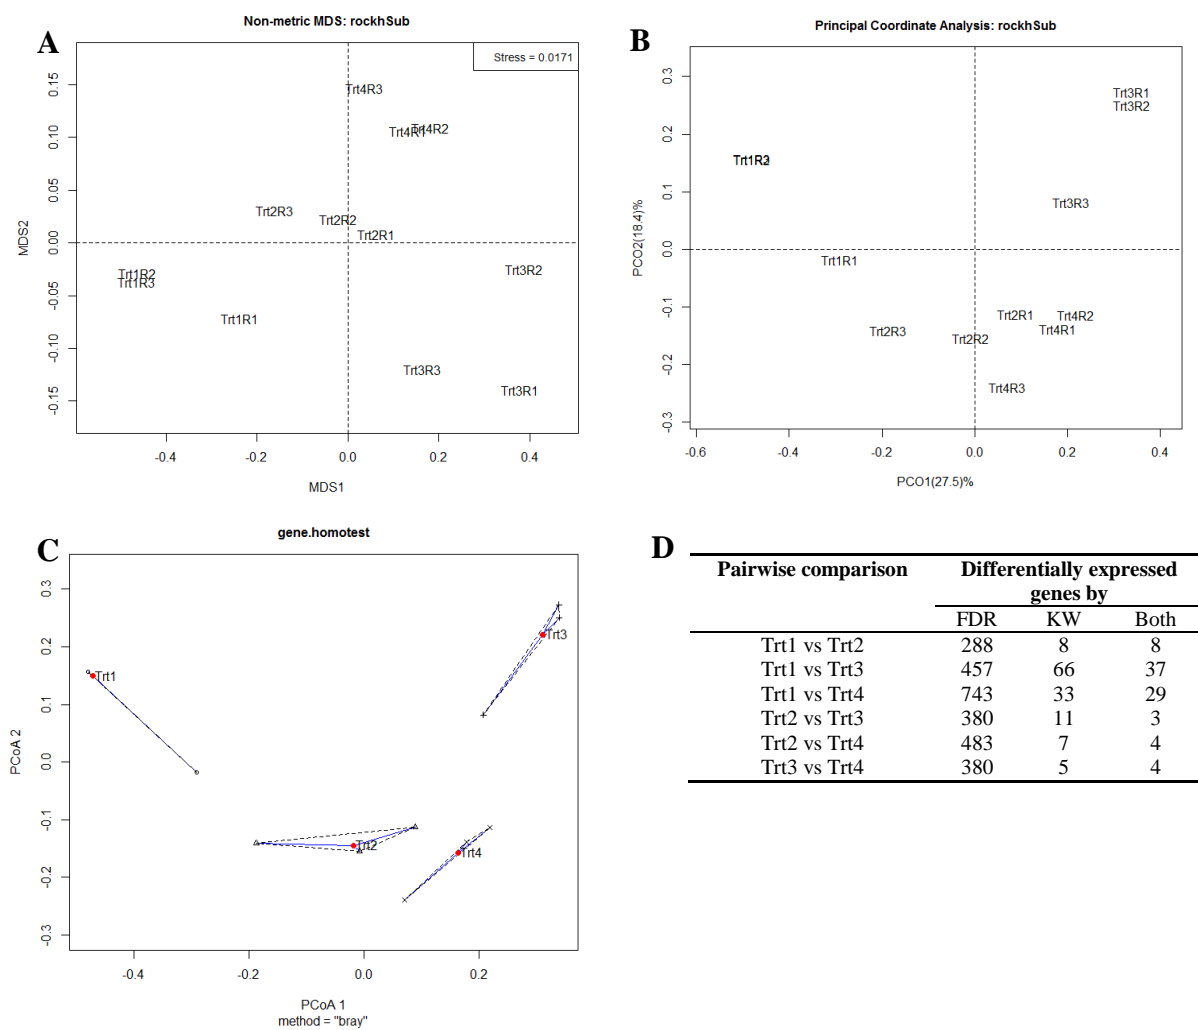 A
Non-metric MDS: rockhSub
Stress = 0.0171
0.15
0.10
0.05
0.00
-0.05
-0.10
-0.15
MDS2
Trt4R3
Trt4R1
Trt4R2
Trt2R3
Trt2R2
Trt2R1
Trt1R2
Trt1R3
Trt3R2
Trt1R1
Trt3R3
Trt3R1
-0.4
-0.2
0.0
0.2
0.4
MDS1
B
Principal Coordinate Analysis: rockhSub
0.3
0.2
0.1
0.0
-0.1
-0.2
-0.3
PCO2(18.4)%
Trt3R1
Trt3R2
Trt3R3
Trt1R1
Trt2R1
Trt4R2
Trt2R3
Trt4R1
Trt2R2
Trt4R3
-0.6
-0.4
-0.2
0.0
0.2
0.4
PCO1(27.5)%
C
gene.homotest
0.3
0.2
0.1
0.0
-0.1
-0.2
-0.3
PCoA 2
Trt3
Trt1
Trt2
Trt4
-0.4
-0.2
0.0
0.2
PCoA 1
method = "bray"
D
Pairwise comparison Differentially expressed
genes by
FDR KW Both
Trt1 vs Trt2 288 8 8
Trt1 vs Trt3 457 66 37
Trt1 vs Trt4 743 33 29
Trt2 vs Trt3 380 11 3
Trt2 vs Trt4 483 7 4
Trt3 vs Trt4 380 5 4